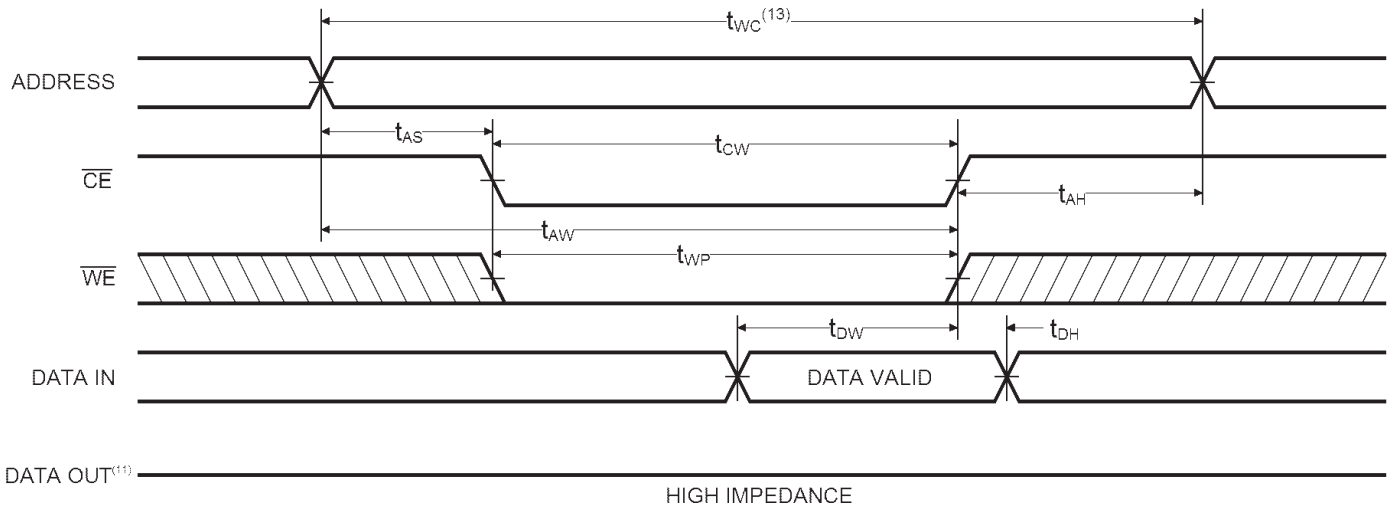 tWC(13)
ADDRESS
tAS
tCW
CE
tAH
tAW
WE
tWP
tDW
tDH
DATA IN
DATA VALID
DATA OUT(11)
HIGH IMPEDANCE